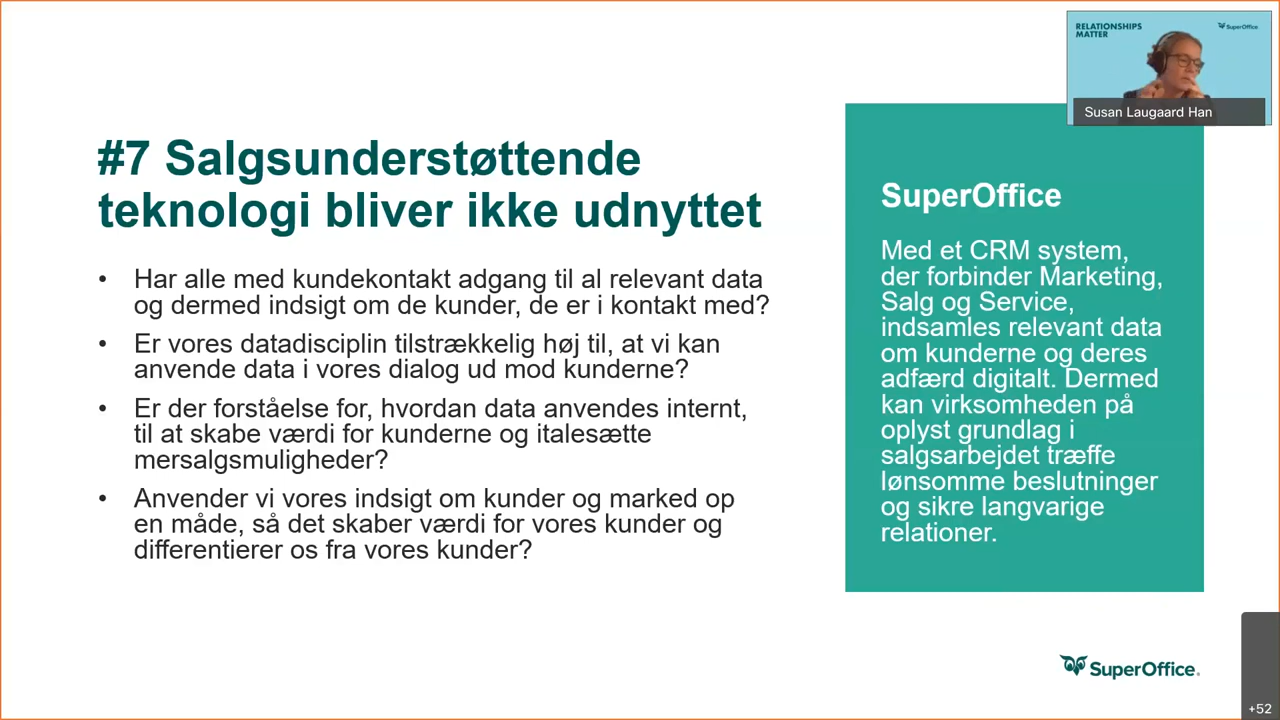 RELATIONSHIPS
MATTER
SuperOffice
Susan Laugaard Han
#7 Salgsunderstøttende
teknologi bliver ikke udnyttet
• Har alle med kundekontakt adgang til al relevant data
og dermed indsigt om de kunder, de er i kontakt med?
• Er vores datadisciplin tilstrækkelig høj til, at vi kan
anvende data i vores dialog ud mod kunderne?
• Er der forståelse for, hvordan data anvendes internt,
til at skabe værdi for kunderne og italesætte
mersalgsmuligheder?
• Anvender vi vores indsigt om kunder og marked op
en måde, så det skaber værdi for vores kunder og
differentierer os fra vores kunder?
SuperOffice
Med et CRM system,
der forbinder Marketing,
Salg og Service,
indsamles relevant data
om kunderne og deres
adfærd digitalt. Dermed
kan virksomheden på
oplyst grundlag i
salgsarbejdet træffe
lønsomme beslutninger
og sikre langvarige
relationer.
SuperOffice.
+52